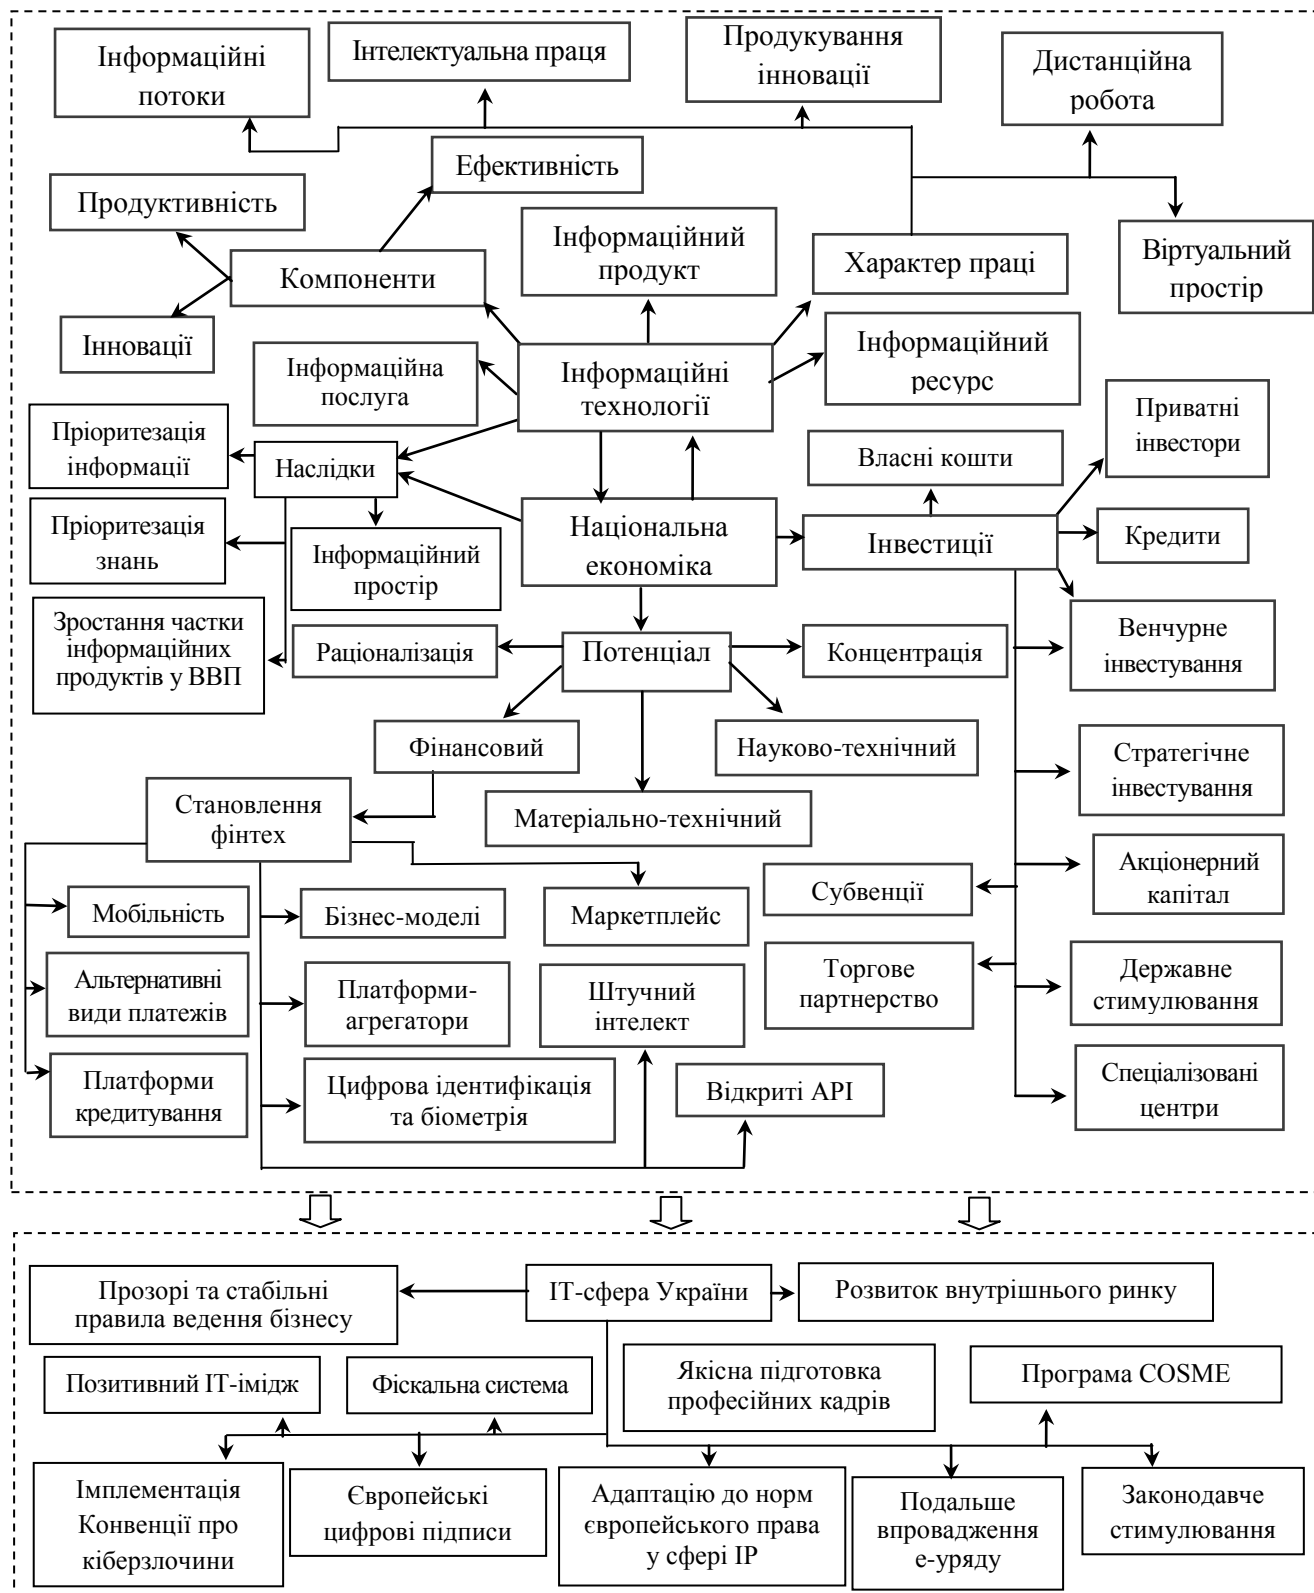 Інформаційні
потоки
Інтелектуальна праця
Продукування
інновації
Дистанційна
робота
Ефективність
Продуктивність
Інформаційний
продукт
Характер праці
Віртуальний
простір
Компоненти
Інновації
Інформаційна
послуга
Інформаційні
технології
Інформаційний
ресурс
Приватні
інвестори
Пріоритезація
інформації
Наслідки
Власні кошти
Пріоритезація
знань
Інформаційний
простір
Національна
економіка
Інвестиції
Кредити
Зростання частки
інформаційних
продуктів у ВВП
Раціоналізація
Потенціал
Концентрація
Венчурне
інвестування
Фінансовий
Науково-технічний
Стратегічне
інвестування
Становлення
фінтех
Матеріально-технічний
Акціонерний
капітал
Субвенції
Мобільність
Бізнес-моделі
Маркетплейс
Альтернативні
види платежів
Платформи-
агрегатори
Штучний
інтелект
Торгове
партнерство
Державне
стимулювання
Платформи
кредитування
Цифрова ідентифікація
та біометрія
Відкриті API
Спеціалізовані
центри
Прозорі та стабільні
правила ведення бізнесу
ІТ-сфера України
Розвиток внутрішнього ринку
Позитивний ІТ-імідж
Фіскальна система
Якісна підготовка
професійних кадрів
Програма COSME
Імплементація
Конвенції про
кіберзлочини
Європейські
цифрові підписи
Адаптацію до норм
європейського права
у сфері ІР
Подальше
впровадження
е-уряду
Законодавче
стимулювання